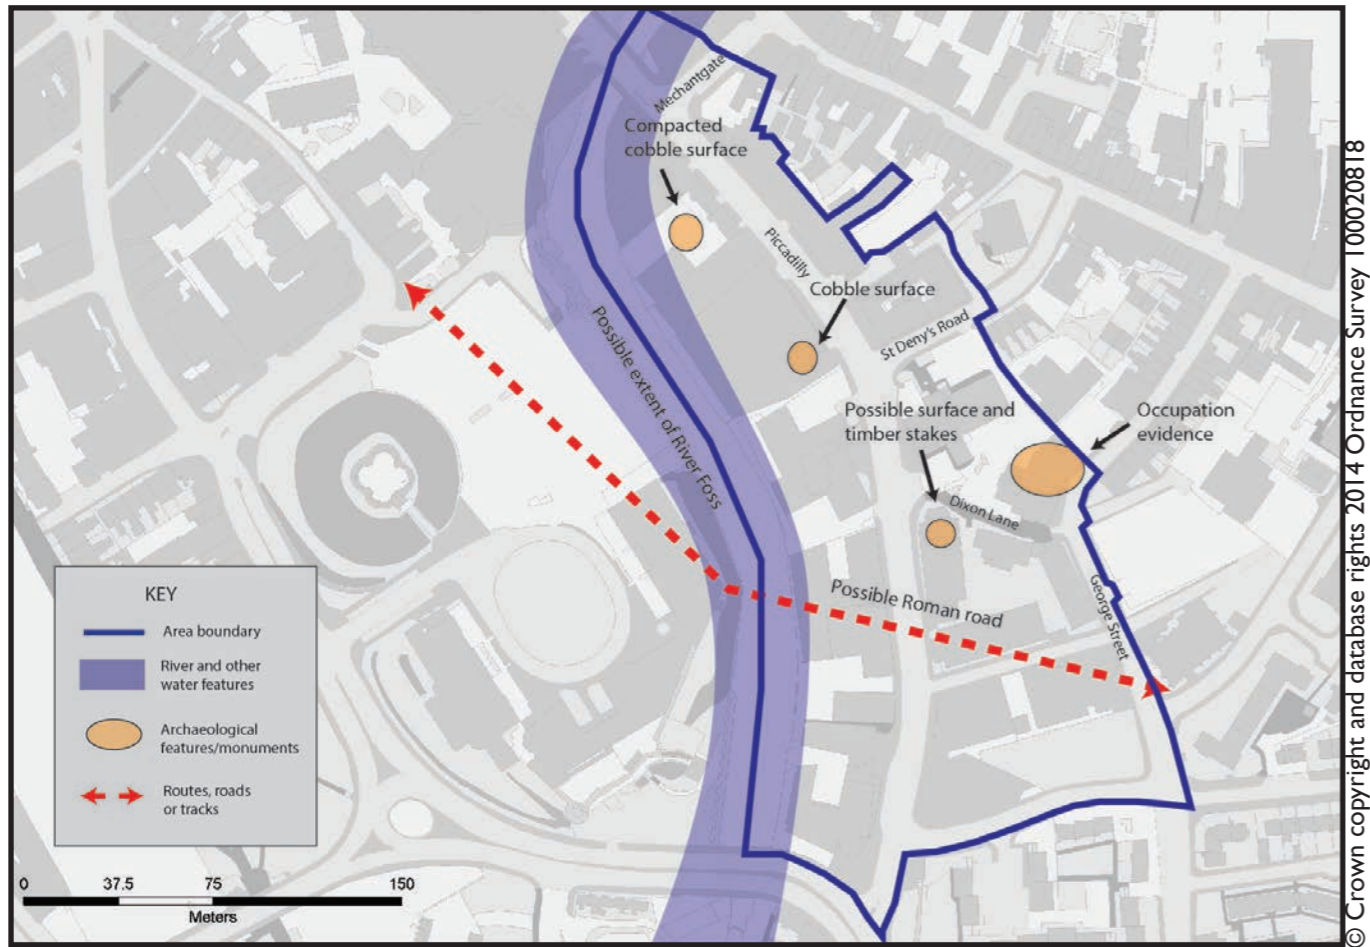 Mechantgate
Compacted
cobble surface
Piccadilly
Cobble surface
St Deny's Road
Possible extent of River Foss
Possible surface and
timber stakes
Occupation
evidence
Dixon Lane
Possible Roman road
George Street
KEY
Area boundary
River and other
water features
Archaeological
features/monuments
Routes, roads
or tracks
0 37.5 75 150
Meters
© Crown copyright and database rights 2014 Ordnance Survey 100020818